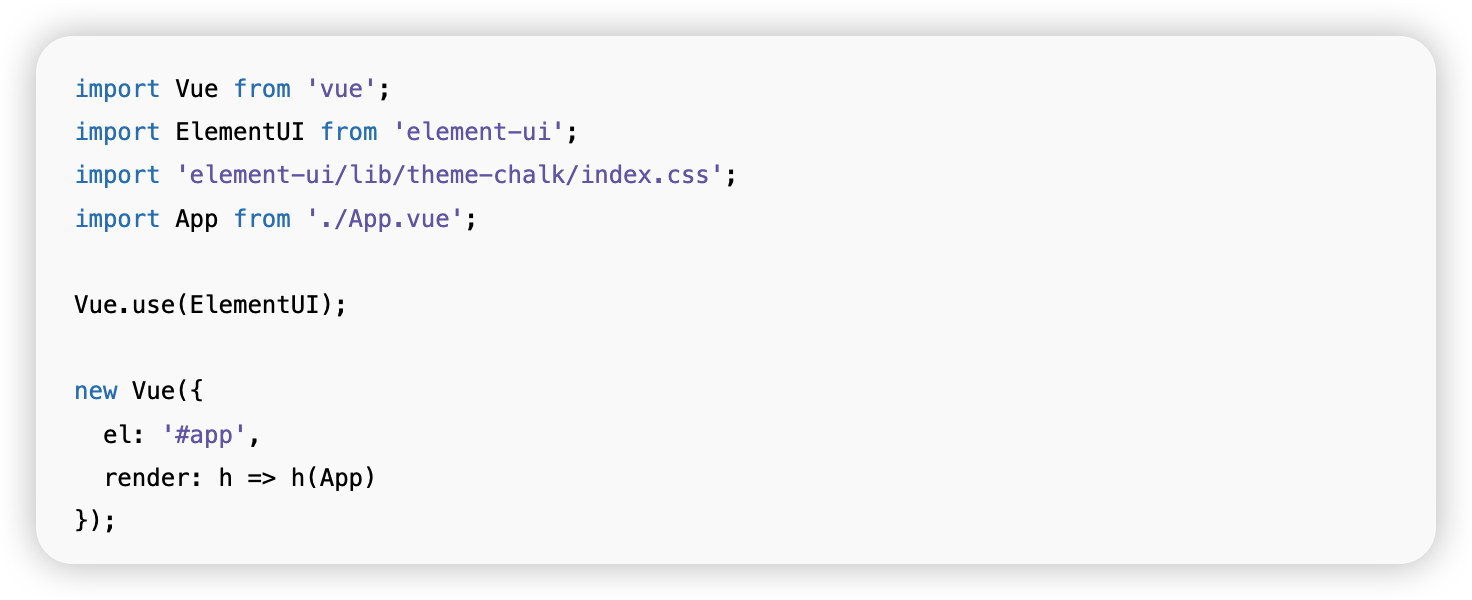 import Vue from 'vue';
import ElementUI from 'element-ui';
import 'element-ui/lib/theme-chalk/index.css';
import App from './App.vue';

Vue.use(ElementUI);

new Vue({
  el: '#app',
  render: h => h(App)
});